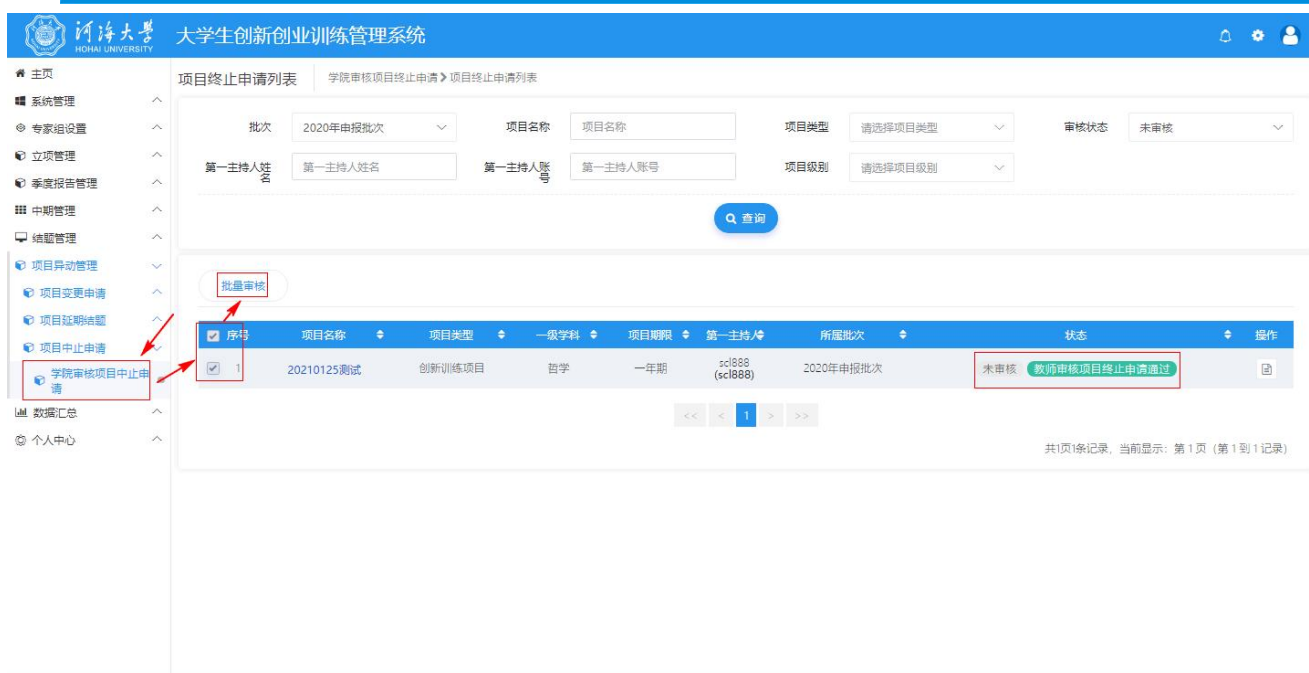 河海大学
HOHAI UNIVERSITY
大学生创新创业训练管理系统
主页
系统管理
专家组设置
立项管理
季度报告管理
中期管理
结题管理
项目异动管理
项目变更申请
项目延期结题
项目中止申请
学院审核项目中止申
请
数据汇总
个人中心
项目终止申请列表 学院审核项目终止申请 项目终止申请列表
批次 2020年申报批次 项目名称 项目名称 项目类型 请选择项目类型 审核状态 未审核
第一主持人姓
名
第一主持人姓名
第一主持人账
号
第一主持人账号
项目级别 请选择项目级别
查询
批量审核
序号 项目名称 项目类型 一级学科 项目期限 第一主持人 所属批次 状态 操作
1 20210125测试 创新训练项目 哲学 一年期 scl888
(scl888)
2020年申报批次 未审核 教师审核项目终止申请通过
<< < 1 > >>
共1页1条记录，当前显示：第 1 页（第 1 到 1 记录）